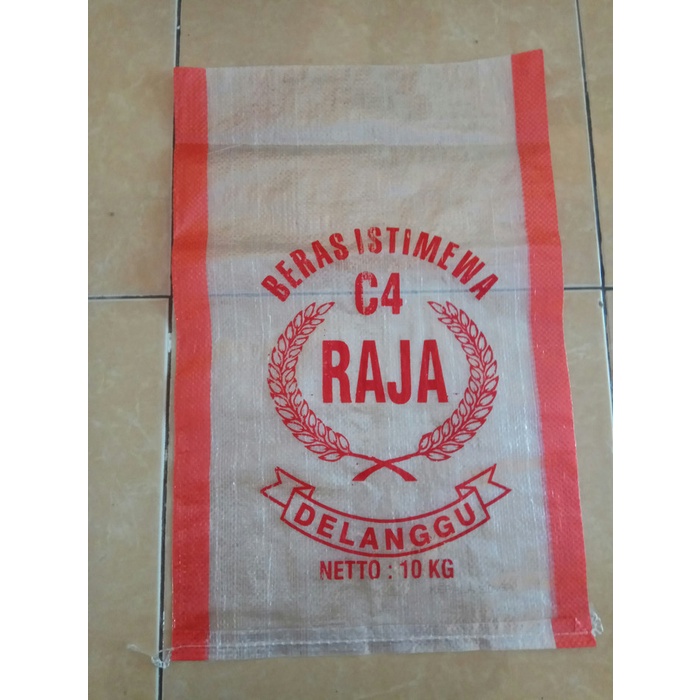 BERAS ISTIMEWA
C4
RAJA
DELANGGU
NETTO : 10 KG